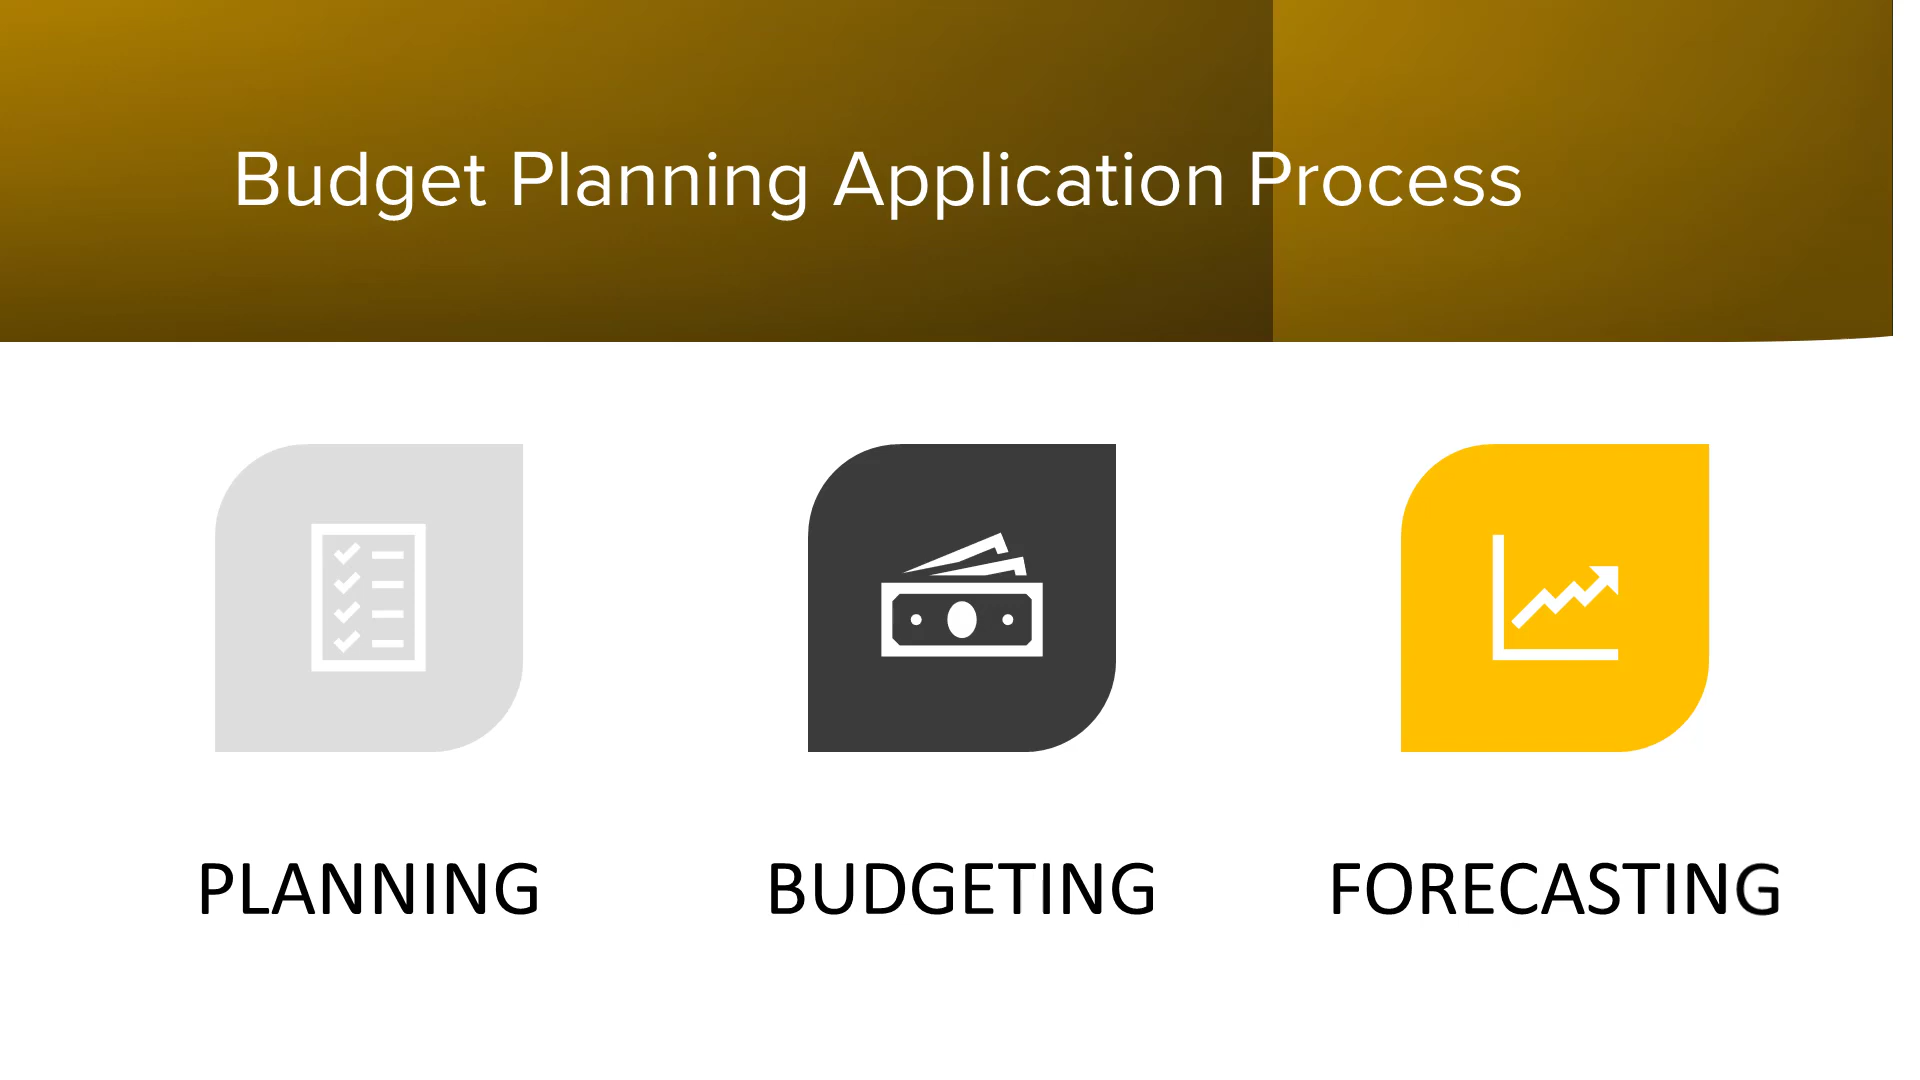 Budget Planning Application Process
PLANNING
BUDGETING
FORECASTING